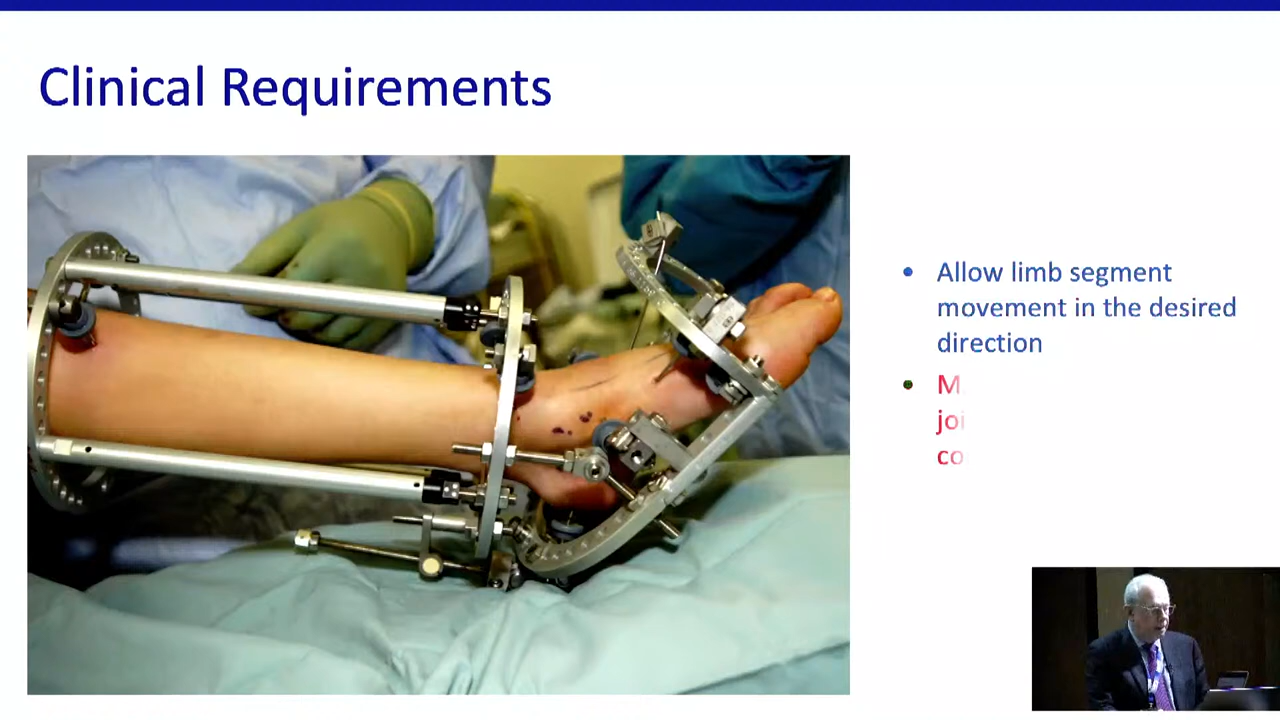 Clinical Requirements
• Allow limb segment
movement in the desired
direction